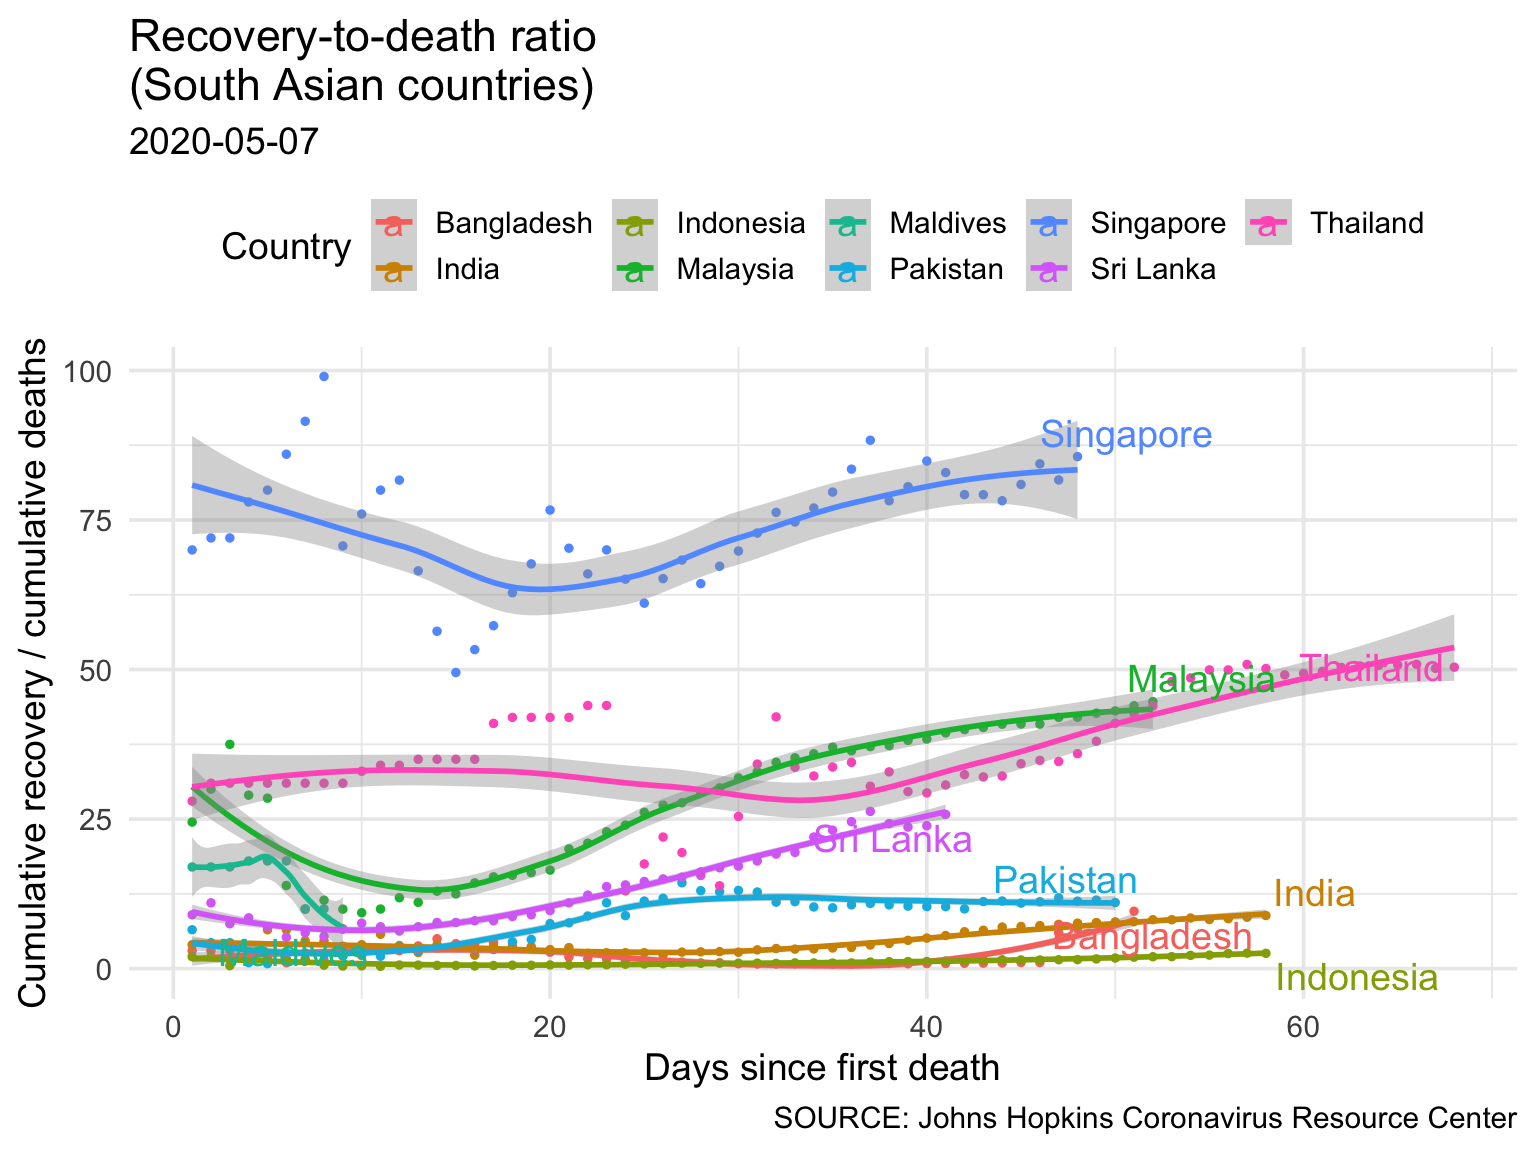 Recovery-to-death ratio
(South Asian countries)
2020-05-07
Country
a Bangladesh
a Indonesia
a Maldives
a Singapore
a Thailand
a India
a Malaysia
a Pakistan
a Sri Lanka
Cumulative recovery / cumulative deaths
100
75
50
25
0
Singapore
Thailand
Malaysia
Sri Lanka
Pakistan
India
Bangladesh
Maldives
Indonesia
0 20 40 60
Days since first death
SOURCE: Johns Hopkins Coronavirus Resource Center